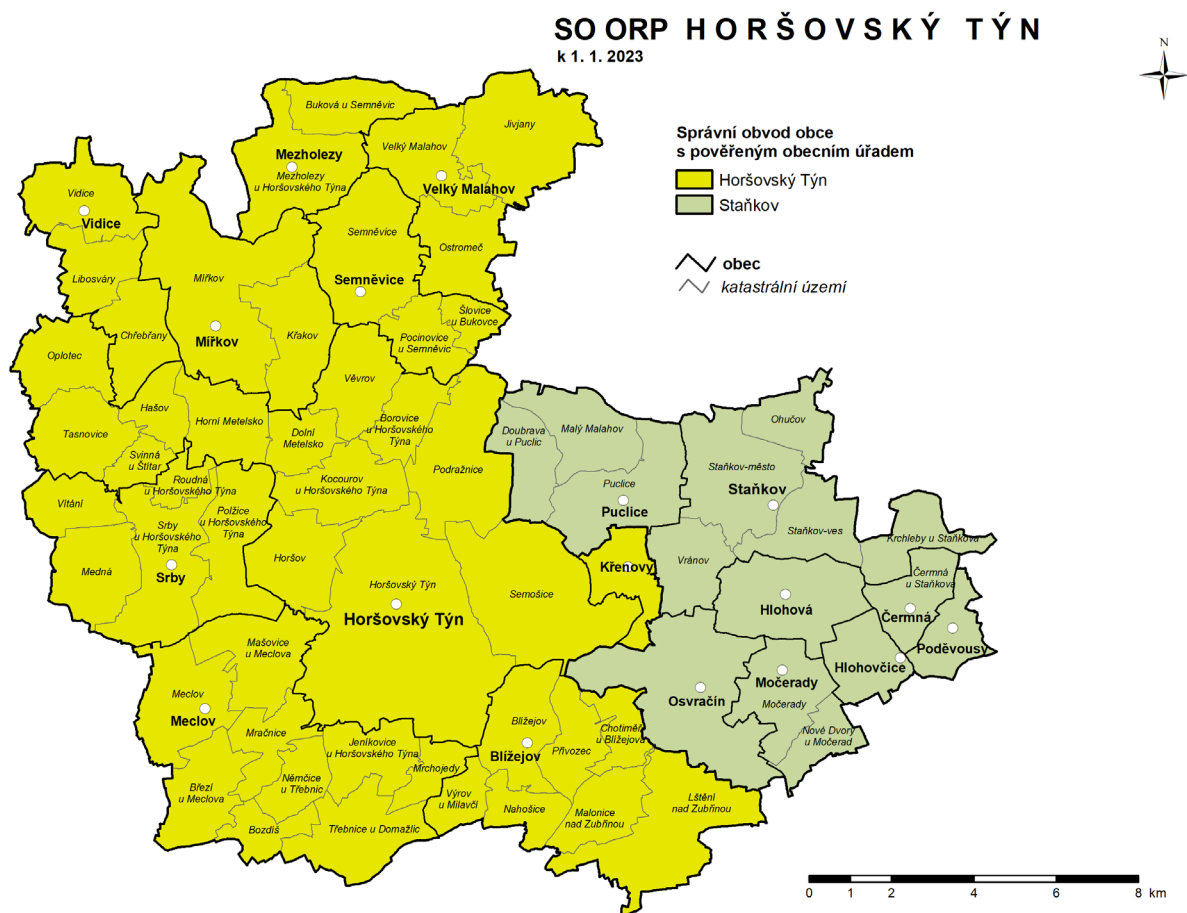 SO ORP HORŠOVSKÝ TÝN
k 1. 1. 2023
N
Správní obvod obce
s pověřeným obecním úřadem
Horšovský Týn
Staňkov
obec
katastrální území
Buková u Semněvic
Jivjany
Velký Malahov
Mezholezy
Mezholezy
u Horšovského Týna
Velký Malahov
Vidice
Vidice
Semněvice
Ostromeč
Libosváry
Mířkov
Semněvice
Šlovice
u Bukovce
Chřebřany
Mířkov
Křakov
Pocinovice
u Semněvic
Oplotec
Věvrov
Hašov
Horní Metelsko
Borovice
u Horšovského
Týna
Tasnovice
Dolní
Metelsko
Doubrava
u Puclic
Malý Malahov
Ohučov
Svinná
u Štítar
Podražnice
Staňkov-město
Roudná
u Horšovského Týna
Kocourov
u Horšovského Týna
Puclice
Puclice
Staňkov
Vítání
Polžice
u Horšovského
Týna
Srby
u Horšovského
Týna
Staňkov-ves
Krchleby u Staňkova
Medná
Srby
Horšov
Horšovský Týn
Horšovský Týn
Semošice
Křenovy
Vránov
Hlohová
Čermná
u Staňkova
Čermná
Poděvousy
Mašovice
u Meclova
Hlohovčice
Meclov
Meclov
Osvračín
Močerady
Močerady
Mračnice
Jeníkovice
u Horšovského Týna
Blížejov
Blížejov
Chotiměř
u Blížejova
Přívozec
Nové Dvory
u Močerad
Mrchojedy
Březí
u Meclova
Němčice
u Třebnic
Výrov
u Milavčí
Nahošice
Malonice
nad Zubřinou
Lštění
nad Zubřinou
Bozdíš
Třebnice u Domažlic
0 1 2 4 6 8 km